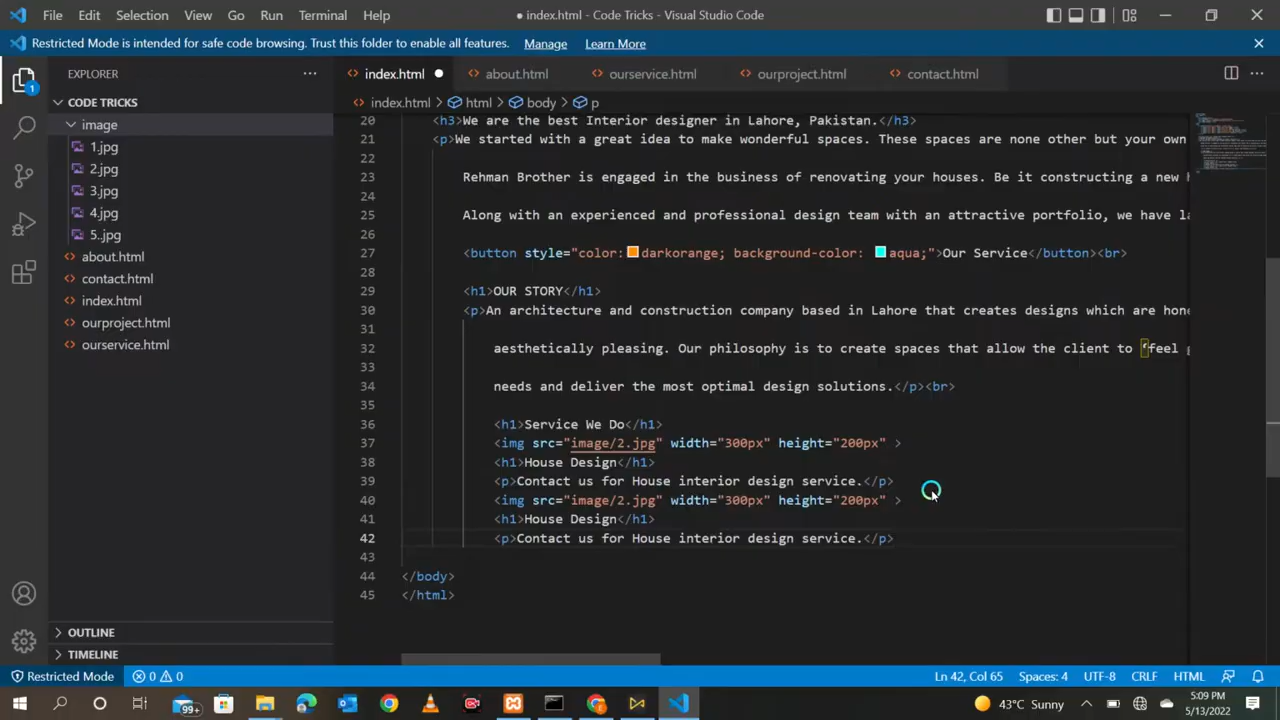 File Edit Selection View Go Run Terminal Help ● index.html - Code Tricks - Visual Studio Code
Restricted Mode is intended for safe code browsing. Trust this folder to enable all features. Manage Learn More
EXPLORER
index.html about.html ourservice.html ourproject.html contact.html
1
CODE TRICKS
index.html > html > body > p
image
1.jpg
2.jpg
3.jpg
4.jpg
5..jpg
about.html
contact.html
index.html
ourproject.html
ourservice.html
20 <h3>We are the best Interior designer in Lahore, Pakistan.</h3>
21 <p>We started with a great idea to make wonderful spaces. These spaces are none other but your own
22
23 Rehman Brother is engaged in the business of renovating your houses. Be it constructing a new
24
25 Along with an experienced and professional design team with an attractive portfolio, we have la
26
27 <button style="color: darkorange; background-color: aqua;">Our Service</button><br>
28
29 <h1>OUR STORY</h1>
30 <p>An architecture and construction company based in Lahore that creates designs which are hone
31
32 aesthetically pleasing. Our philosophy is to create spaces that allow the client to ‘feel g
33
34 needs and deliver the most optimal design solutions.</p><br>
35
36 <h1>Service We Do</h1>
37 <img src="image/2.jpg" width="300px" height="200px" >
38 <h1>House Design</h1>
39 <p>Contact us for House interior design service.</p>
40 <img src="image/2.jpg" width="300px" height="200px" >
41 <h1>House Design</h1>
42 <p>Contact us for House interior design service.</p>
43
44 </body>
45 </html>
OUTLINE
TIMELINE
Restricted Mode 0 0 Ln 42, Col 65 Spaces: 4 UTF-8 CRLF HTML
99+ 43°C Sunny 5:09 PM
5/13/2022